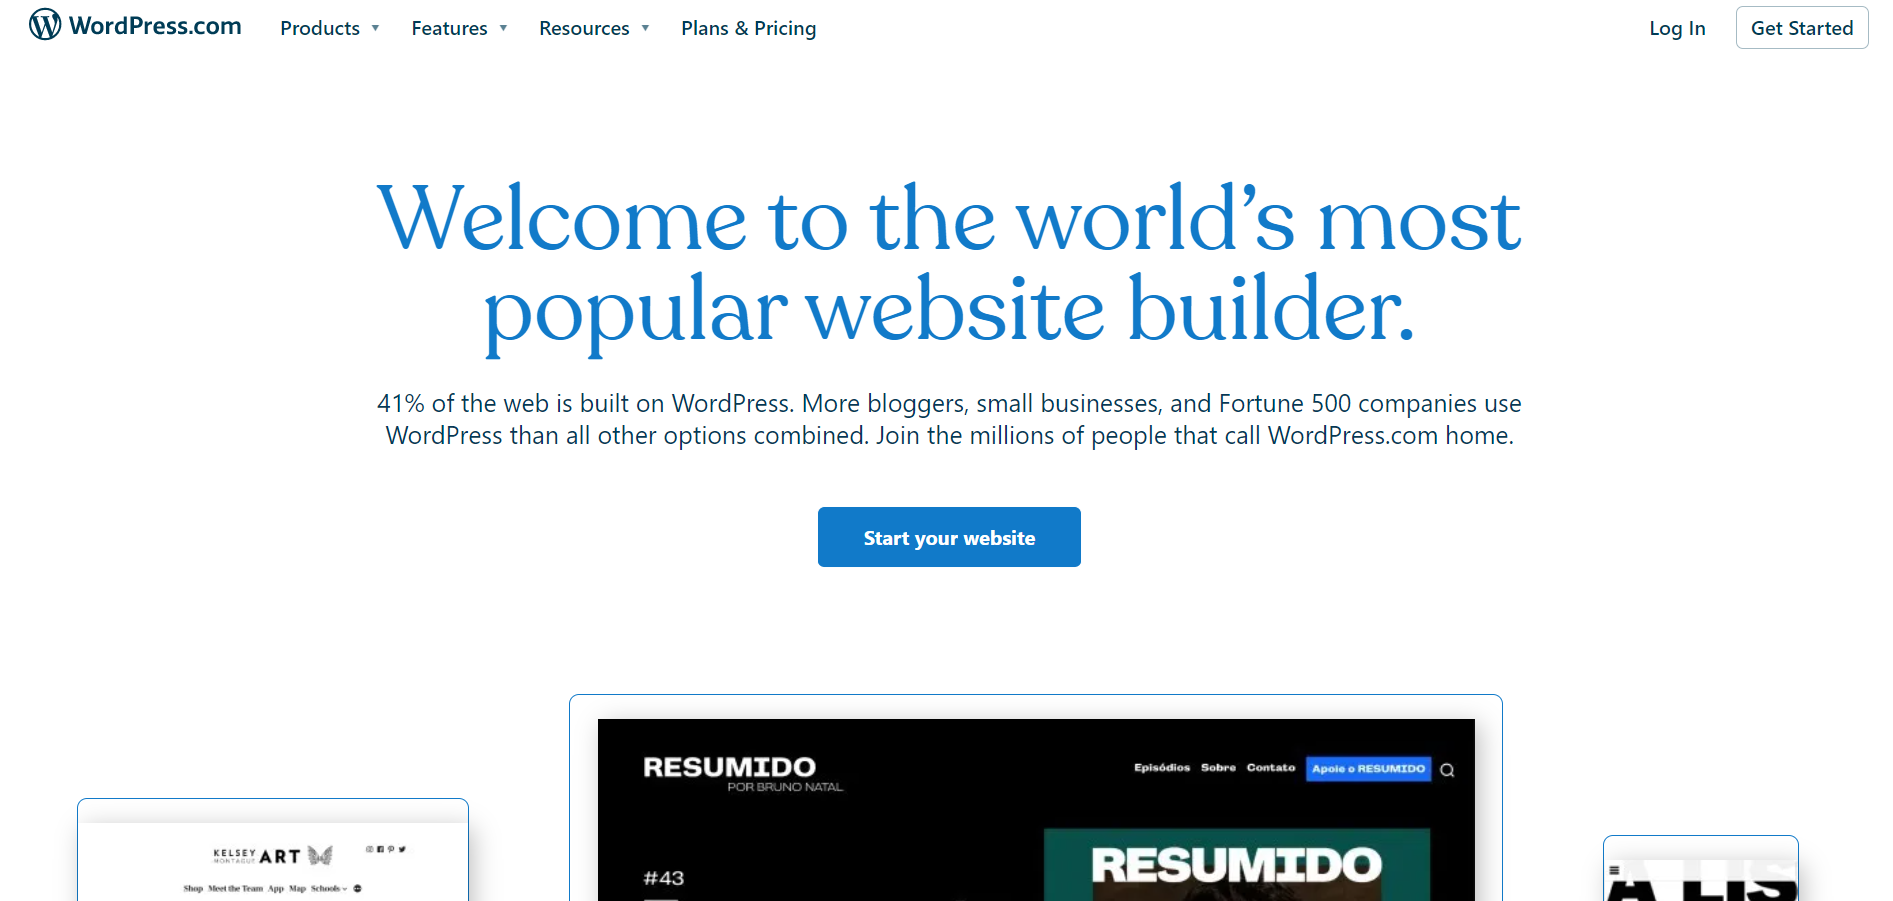 WordPress.com Products Features Resources Plans & Pricing Log In Get Started
Welcome to the world’s most
popular website builder.
41% of the web is built on WordPress. More bloggers, small businesses, and Fortune 500 companies use
WordPress than all other options combined. Join the millions of people that call WordPress.com home.
Start your website
RESUMIDO
POR BRUNO NATAL
Episódios Sobre Contato Apoie o RESUMIDO
RESUMIDO
#43
KELSEY
MONTAGUE
ART
Shop Meet the Team App Map Schools